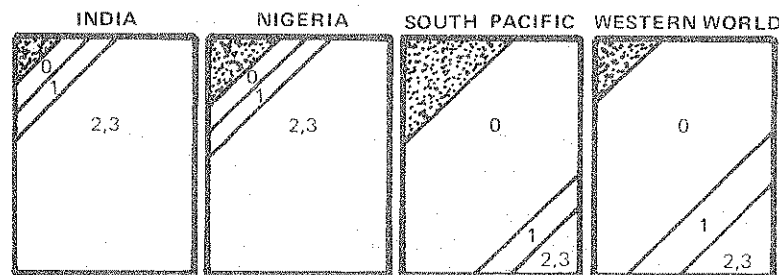 INDIA NIGERIA SOUTH PACIFIC WESTERN WORLD
0 0 0 0
1 1
2,3 2,3
1 1
2,3 2,3